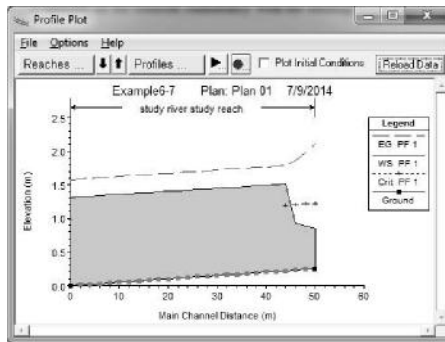 Profile Plot
File Options Help
Reaches ... Profiles ... Plot Initial Conditions Reload Data
Example6-7 Plan: Plan 01 7/9/2014
study river study reach
Legend
EG PF 1
WS PF 1
Crit PF 1
Ground
Elevation (m)
2.5
2.0
1.5
1.0
0.5
0.0
0 10 20 30 40 50 60
Main Channel Distance (m)